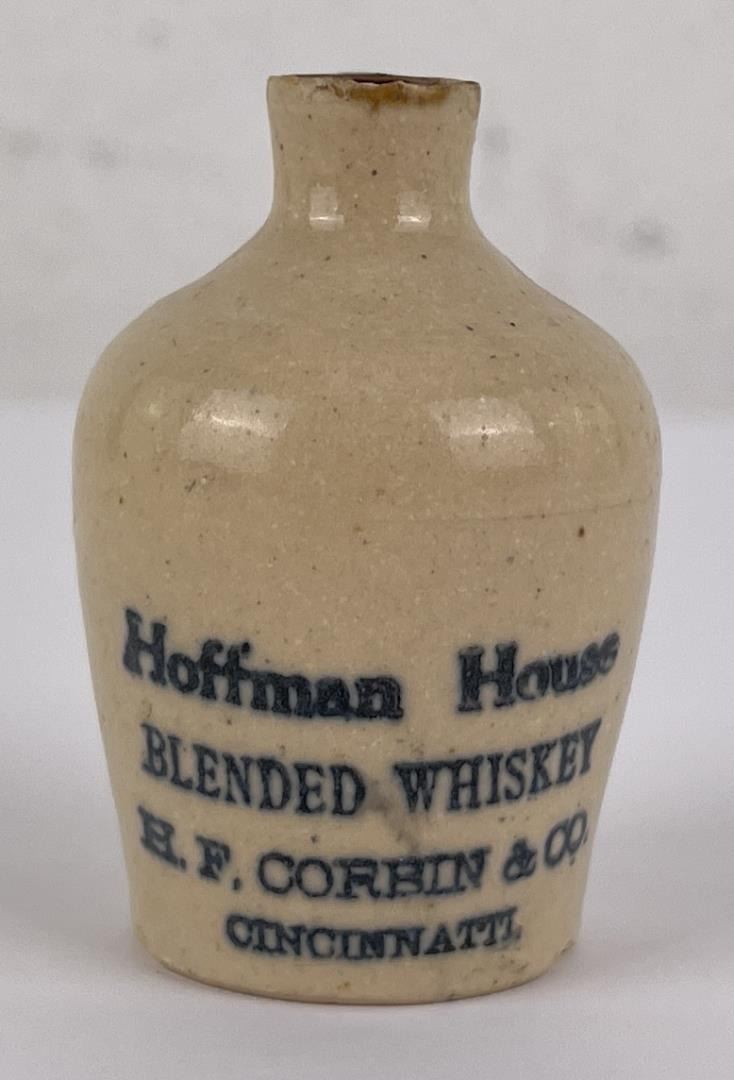 Hoffman House
BLENDED WHISKEY
H. F. CORBIN & CO.
CINCINNATTI.